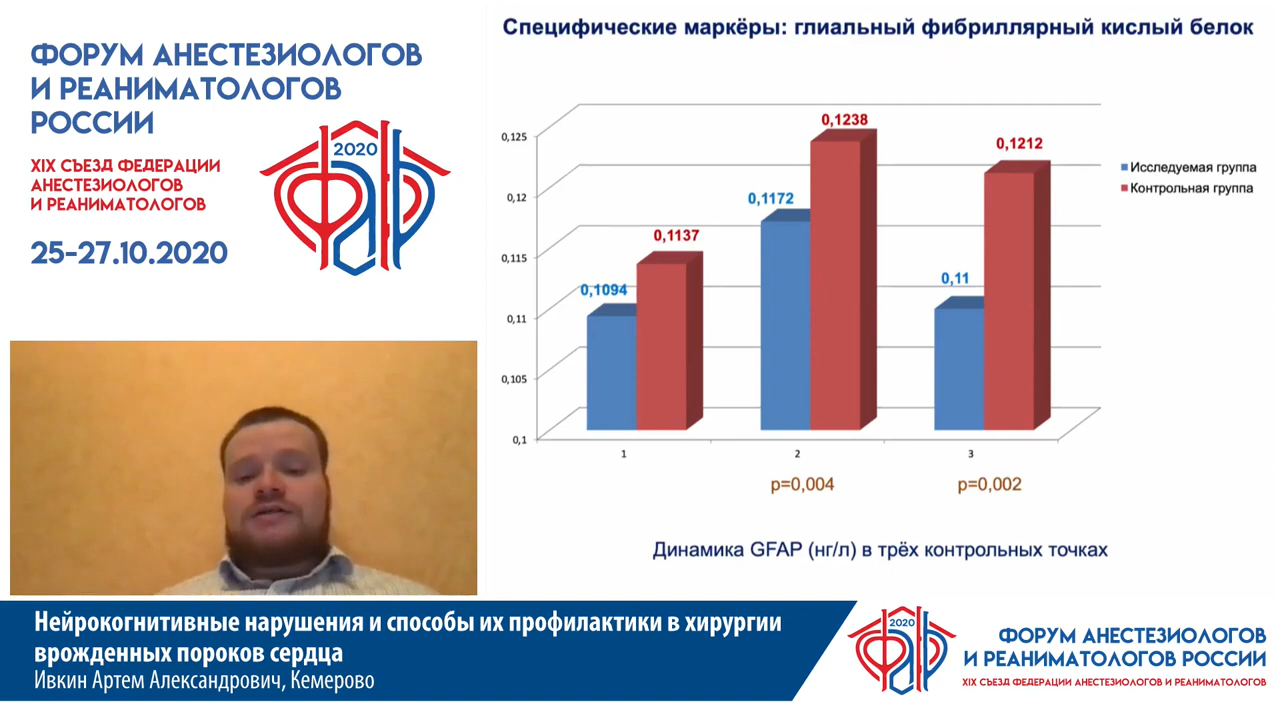 ФОРУМ АНЕСТЕЗИОЛОГОВ
И РЕАНИМАТОЛОГОВ
РОССИИ
XIX СЪЕЗД ФЕДЕРАЦИИ
АНЕСТЕЗИОЛОГОВ
И РЕАНИМАТОЛОГОВ
25-27.10.2020
2020
ФАР
Специфические маркёры: глиальный фибриллярный кислый белок
0,125
0,12
0,115
0,11
0,105
0,1
0,1094
0,1137
0,1172
0,1238
0,11
0,1212
Исследуемая группа
Контрольная группа
1
2
3
p=0,004
p=0,002
Динамика GFAP (нг/л) в трёх контрольных точках
Нейрокогнитивные нарушения и способы их профилактики в хирургии
врожденных пороков сердца
Ивкин Артем Александрович, Кемерово
2020
ФАР
ФОРУМ АНЕСТЕЗИОЛОГОВ
И РЕАНИМАТОЛОГОВ РОССИИ
XIX СЪЕЗД ФЕДЕРАЦИИ АНЕСТЕЗИОЛОГОВ И РЕАНИМАТОЛОГОВ